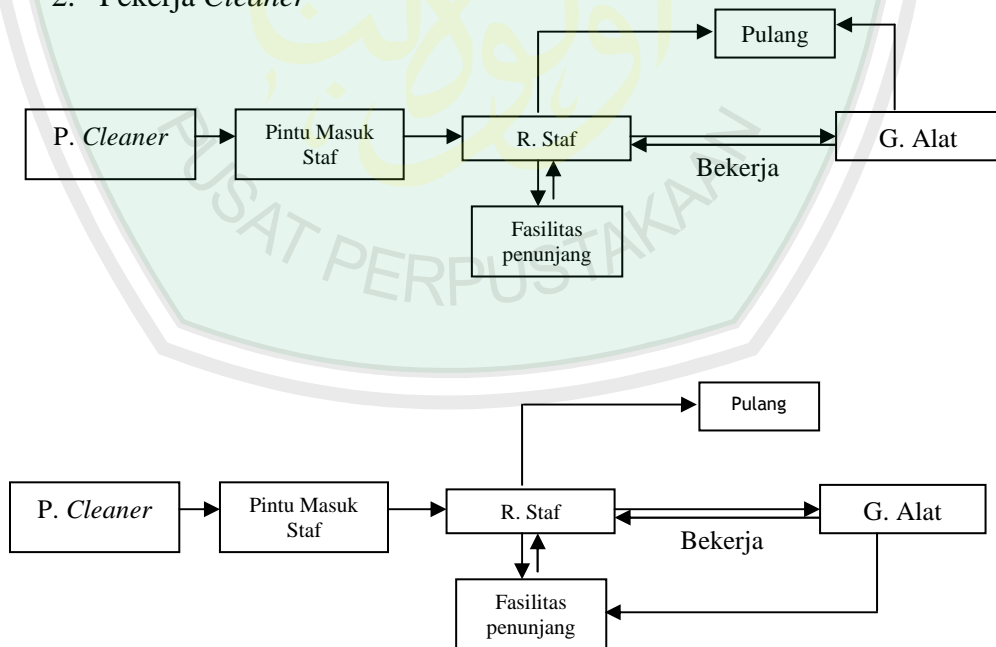 2. Pekerja Cleaner
Pulang
P. Cleaner
Pintu Masuk
Staf
R. Staf
G. Alat
Bekerja
Fasilitas
penunjang
PUSAT PERPUSTAKAAN
Pulang
P. Cleaner
Pintu Masuk
Staf
R. Staf
G. Alat
Bekerja
Fasilitas
penunjang